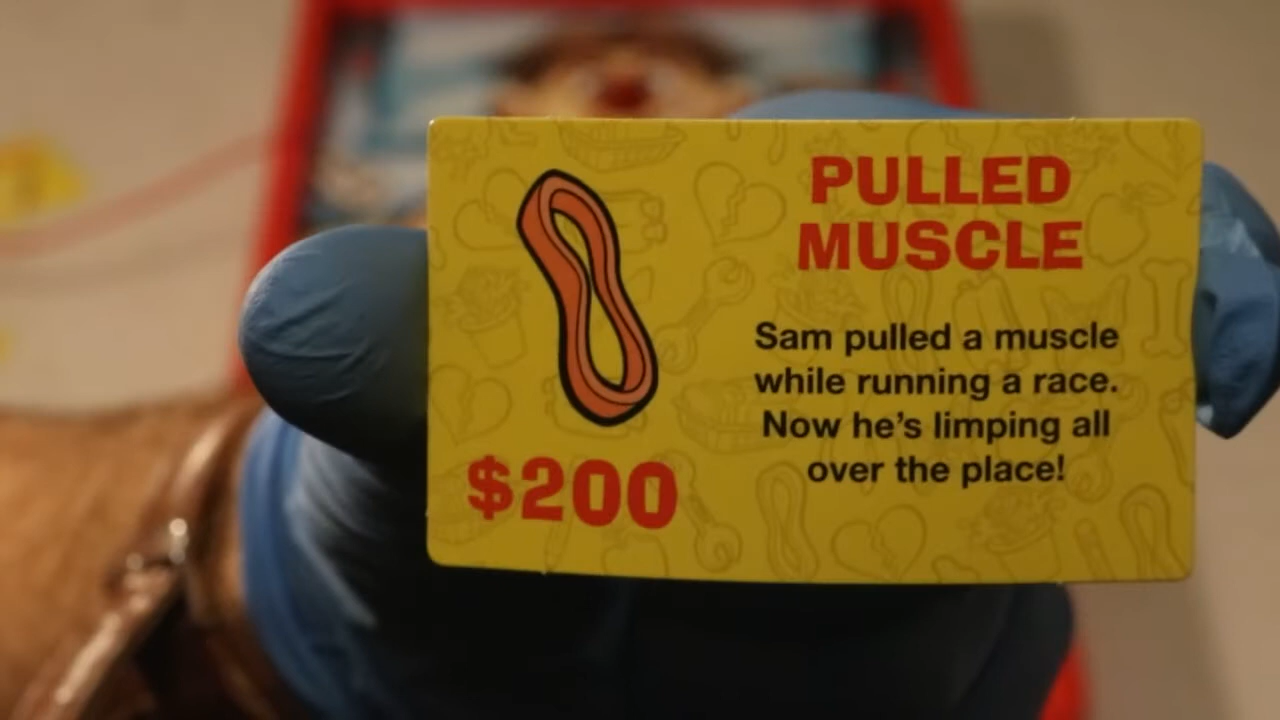 PULLED
MUSCLE
Sam pulled a muscle
while running a race.
Now he's limping all
over the place!
$200